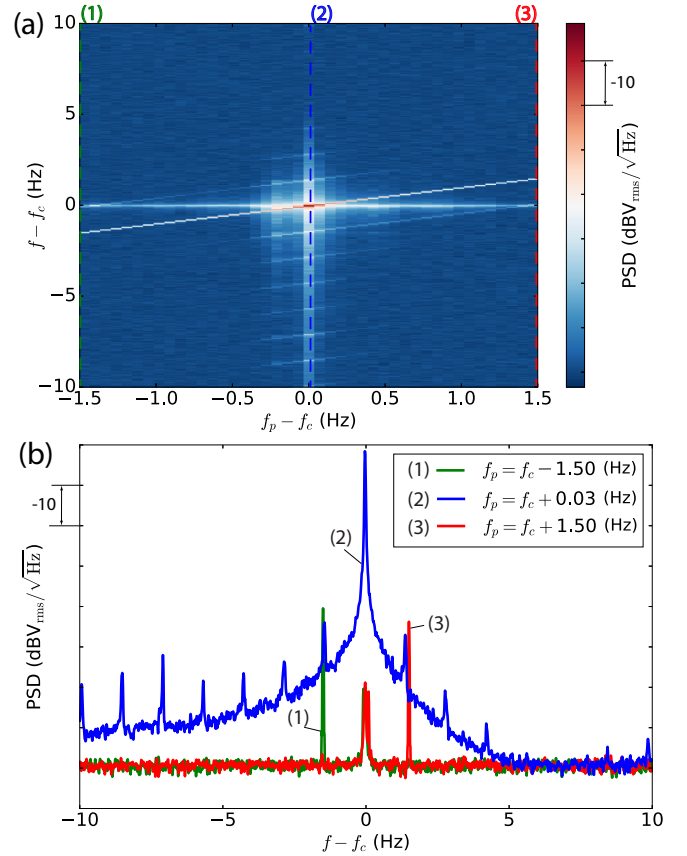 (a)
(1) (2) (3)
10
5
0
−5
−10
f − f_c (Hz)
−1.5 −1.0 −0.5 0.0 0.5 1.0 1.5
f_p − f_c (Hz)
-10
PSD (dBV_rms/√Hz)
(b)
-10
PSD (dBV_rms/√Hz)
(1) f_p = f_c − 1.50 (Hz)
(2) f_p = f_c + 0.03 (Hz)
(3) f_p = f_c + 1.50 (Hz)
(2)
(3)
(1)
−10 −5 0 5 10
f − f_c (Hz)